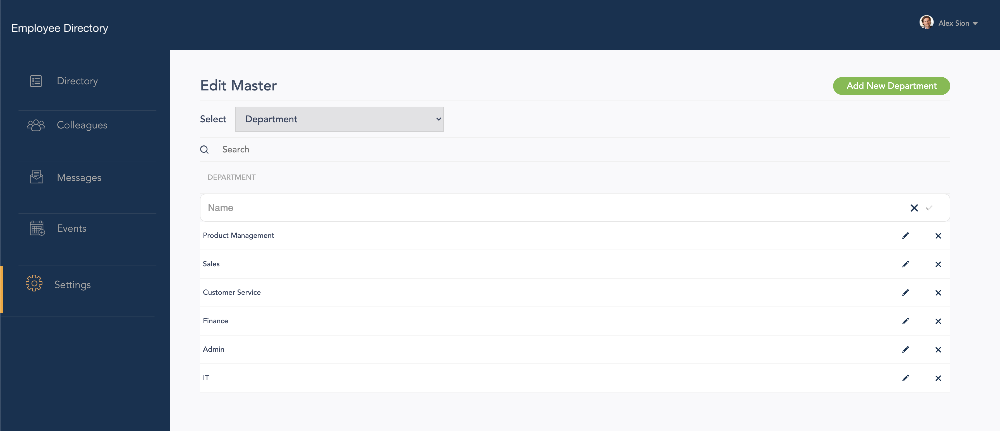 Employee Directory
Alex Sion
Directory
Colleagues
Messages
Events
Settings
Edit Master
Add New Department
Select
Department
Search
DEPARTMENT
Name
Product Management
Sales
Customer Service
Finance
Admin
IT